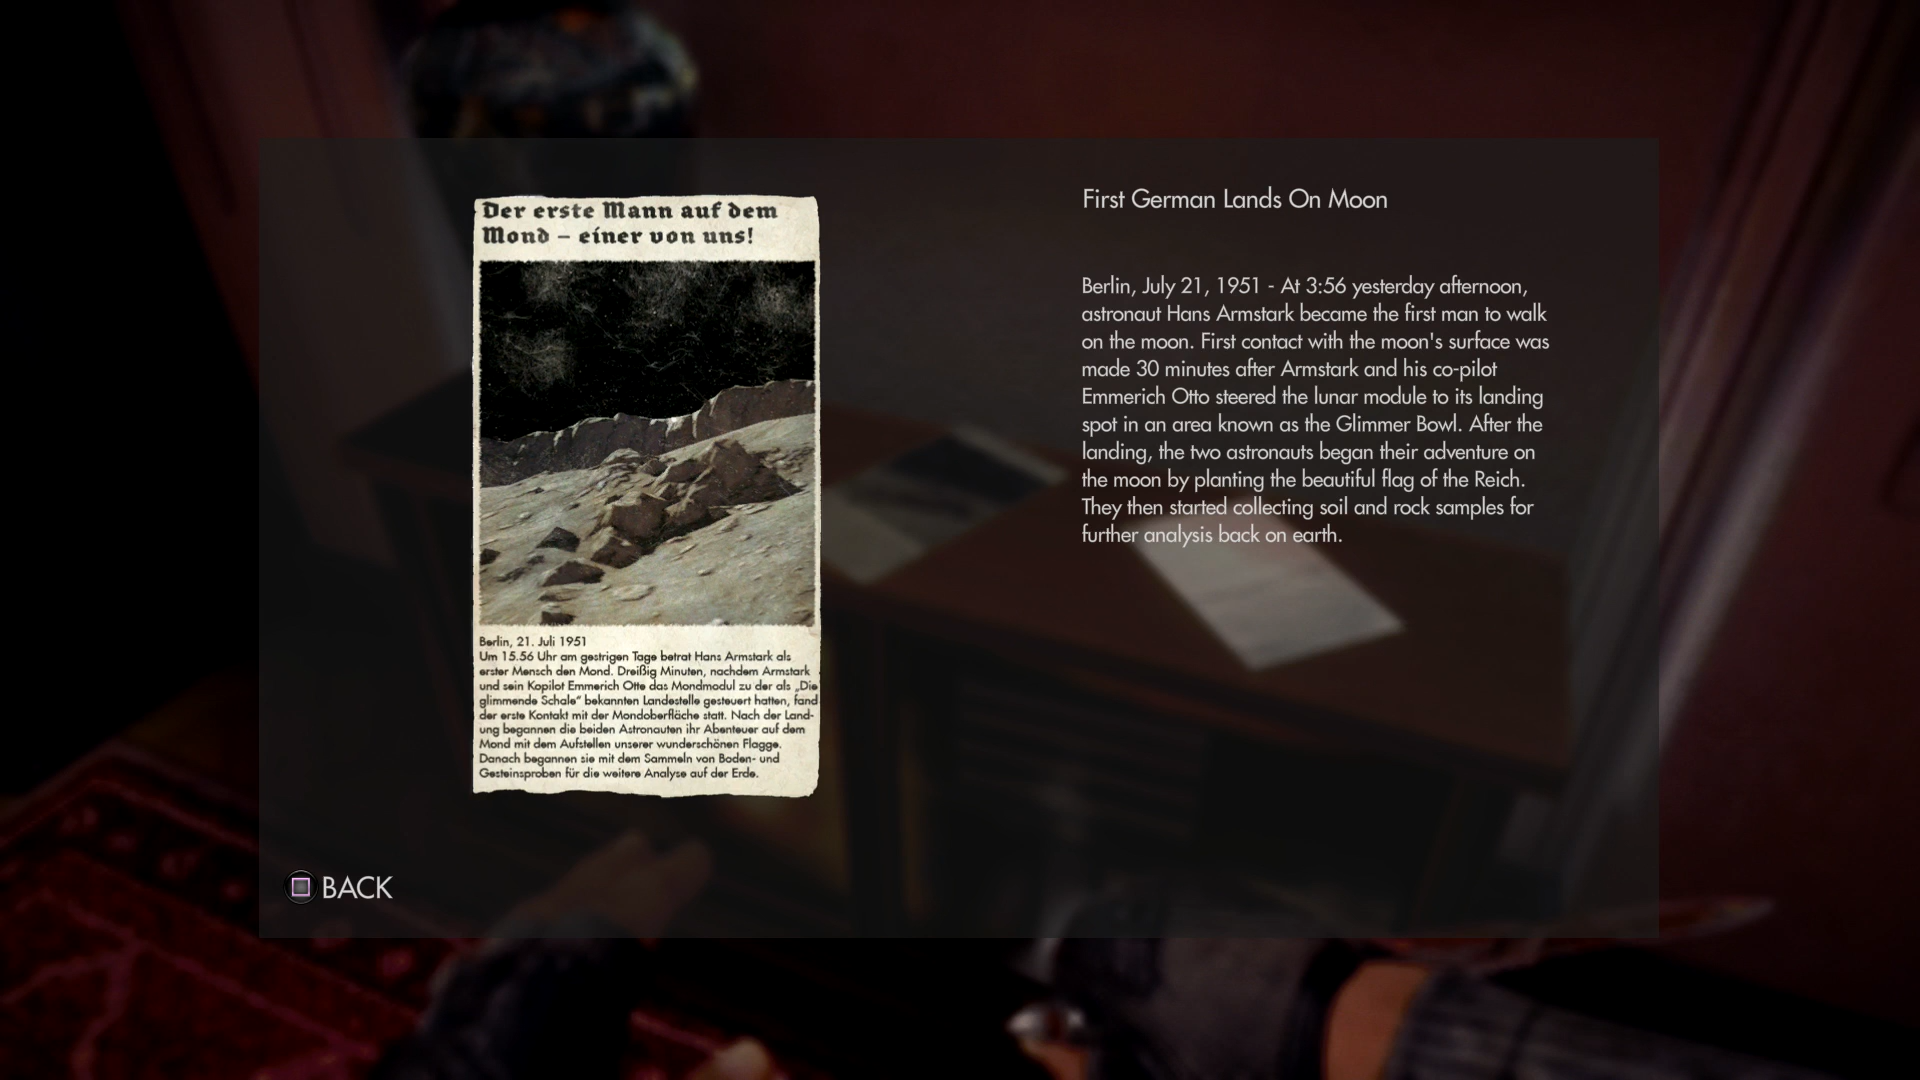 Der erste Mann auf dem
Mond – einer von uns!
Berlin, 21. Juli 1951
Um 15.56 Uhr am gestrigen Tage betrat Hans Armstark als
erster Mensch den Mond. Dreißig Minuten, nachdem Armstark
und sein Kopilot Emmerich Otto das Mondmodul zu der als „Die
glimmende Schale“ bekannten Landestelle gesteuert hatten, fand
der erste Kontakt mit der Mondoberfläche statt. Nach der Land-
ung begannen die beiden Astronauten ihr Abenteuer auf dem
Mond mit dem Aufstellen unserer wunderschönen Flagge.
Danach begannen sie mit dem Sammeln von Boden- und
Gesteinsproben für die weitere Analyse auf der Erde.
First German Lands On Moon
Berlin, July 21, 1951 - At 3:56 yesterday afternoon,
astronaut Hans Armstark became the first man to walk
on the moon. First contact with the moon's surface was
made 30 minutes after Armstark and his co-pilot
Emmerich Otto steered the lunar module to its landing
spot in an area known as the Glimmer Bowl. After the
landing, the two astronauts began their adventure on
the moon by planting the beautiful flag of the Reich.
They then started collecting soil and rock samples for
further analysis back on earth.
BACK